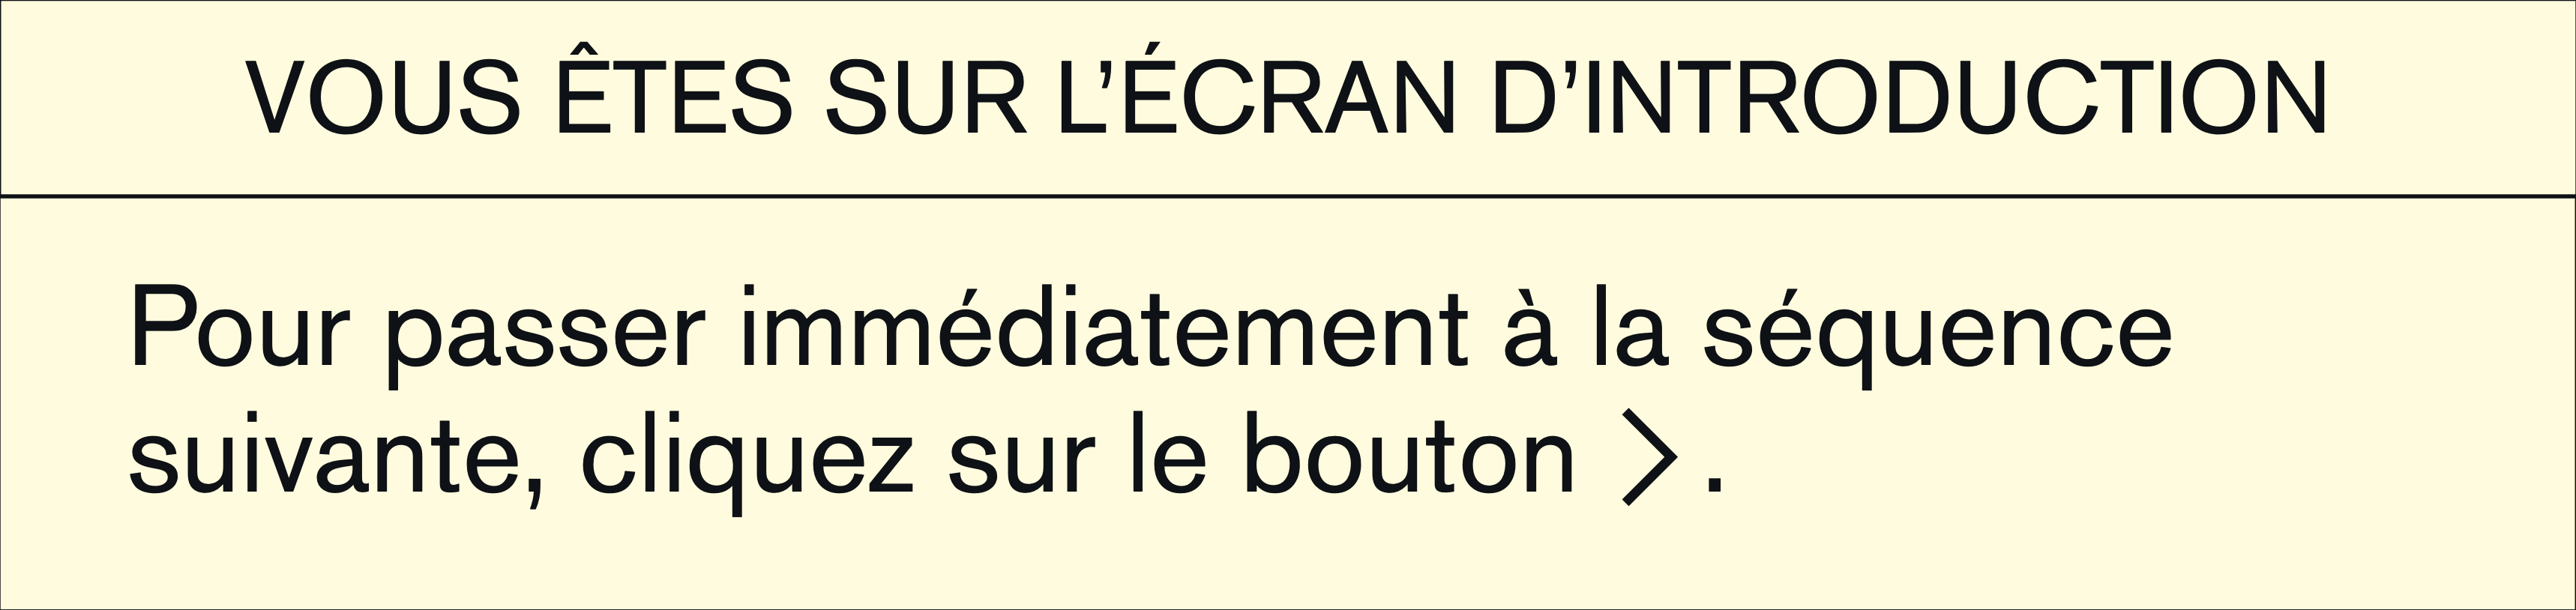 VOUS ÊTES SUR L’ÉCRAN D’INTRODUCTION
Pour passer immédiatement à la séquence
suivante, cliquez sur le bouton > .